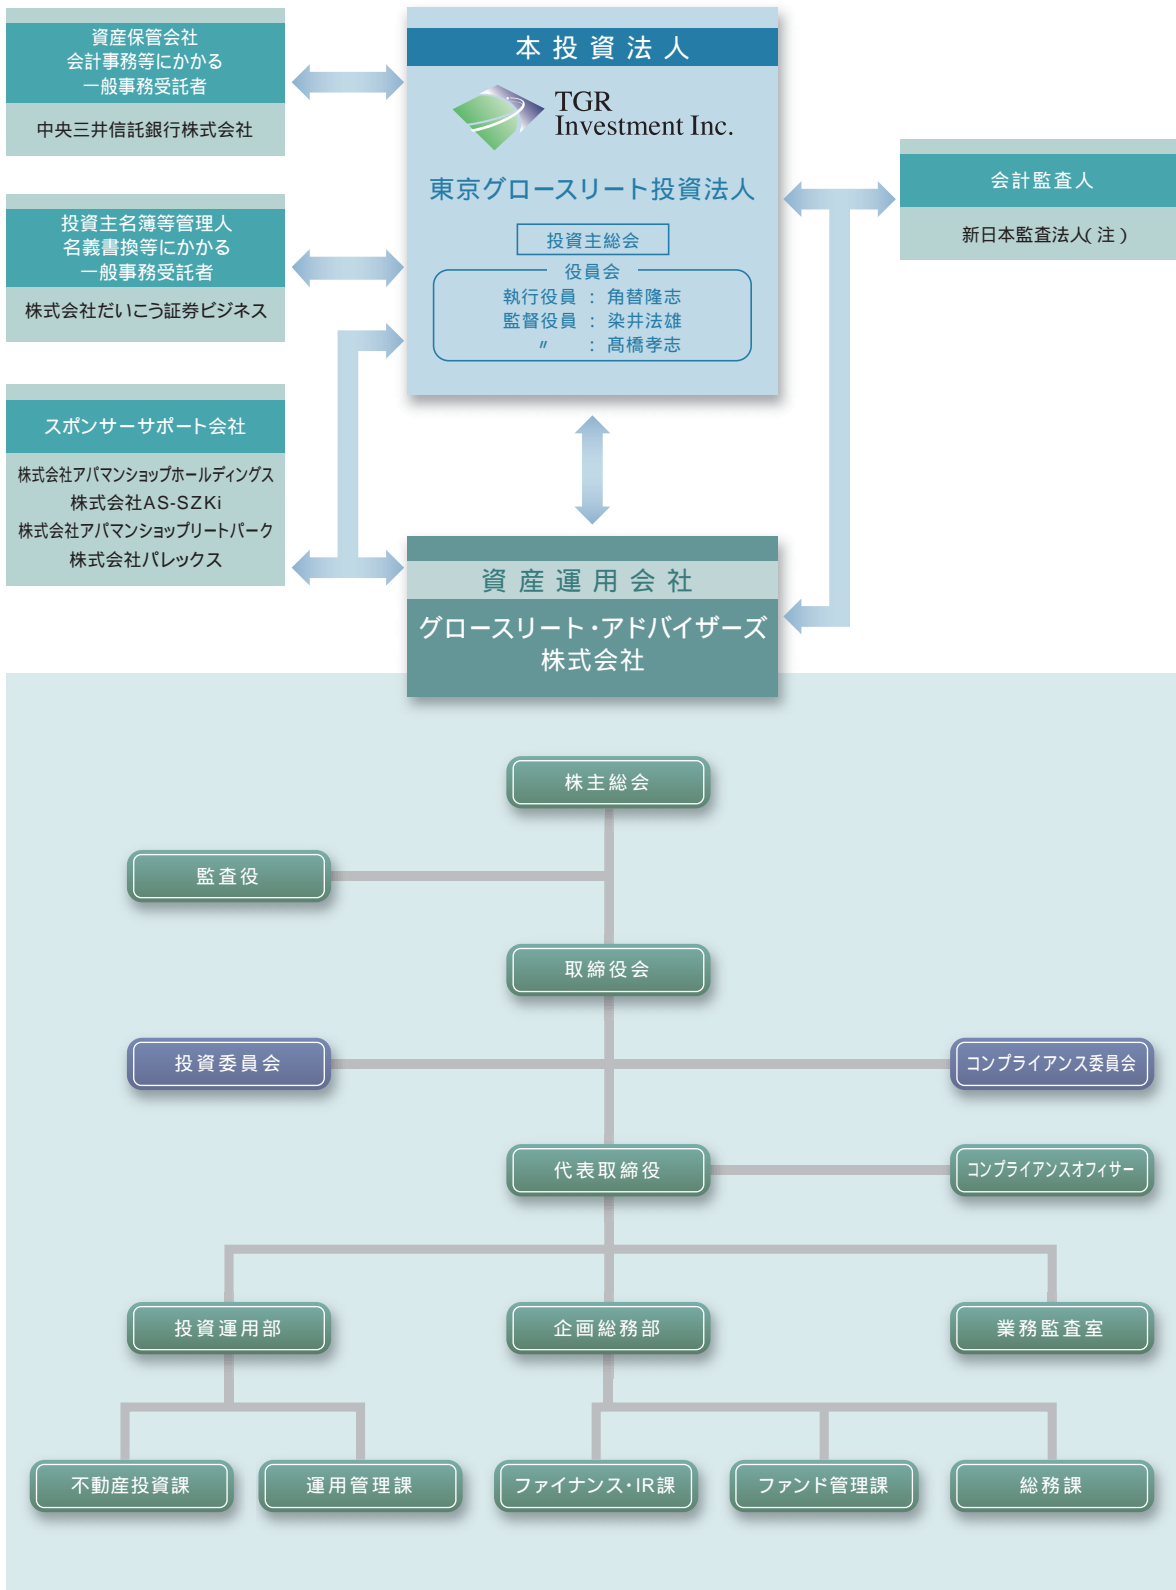 資産保管会社
会計事務等にかかる
一般事務受託者
中央三井信託銀行株式会社
投資主名簿等管理人
名義書換等にかかる
一般事務受託者
株式会社だいこう証券ビジネス
スポンサーサポート会社
株式会社アパマンショップホールディングス
株式会社AS-SZKi
株式会社アパマンショップリートパーク
株式会社パレックス
本投資法人
TGR
Investment Inc.
東京グロースリート投資法人
投資主総会
役員会
執行役員 : 角替隆志
監督役員 : 染井法雄
〃 : 髙橋孝志
会計監査人
新日本監査法人(注)
資産運用会社
グロースリート・アドバイザーズ
株式会社
株主総会
監査役
取締役会
投資委員会
コンプライアンス委員会
代表取締役
コンプライアンスオフィサー
投資運用部
企画総務部
業務監査室
不動産投資課
運用管理課
ファイナンス・IR課
ファンド管理課
総務課